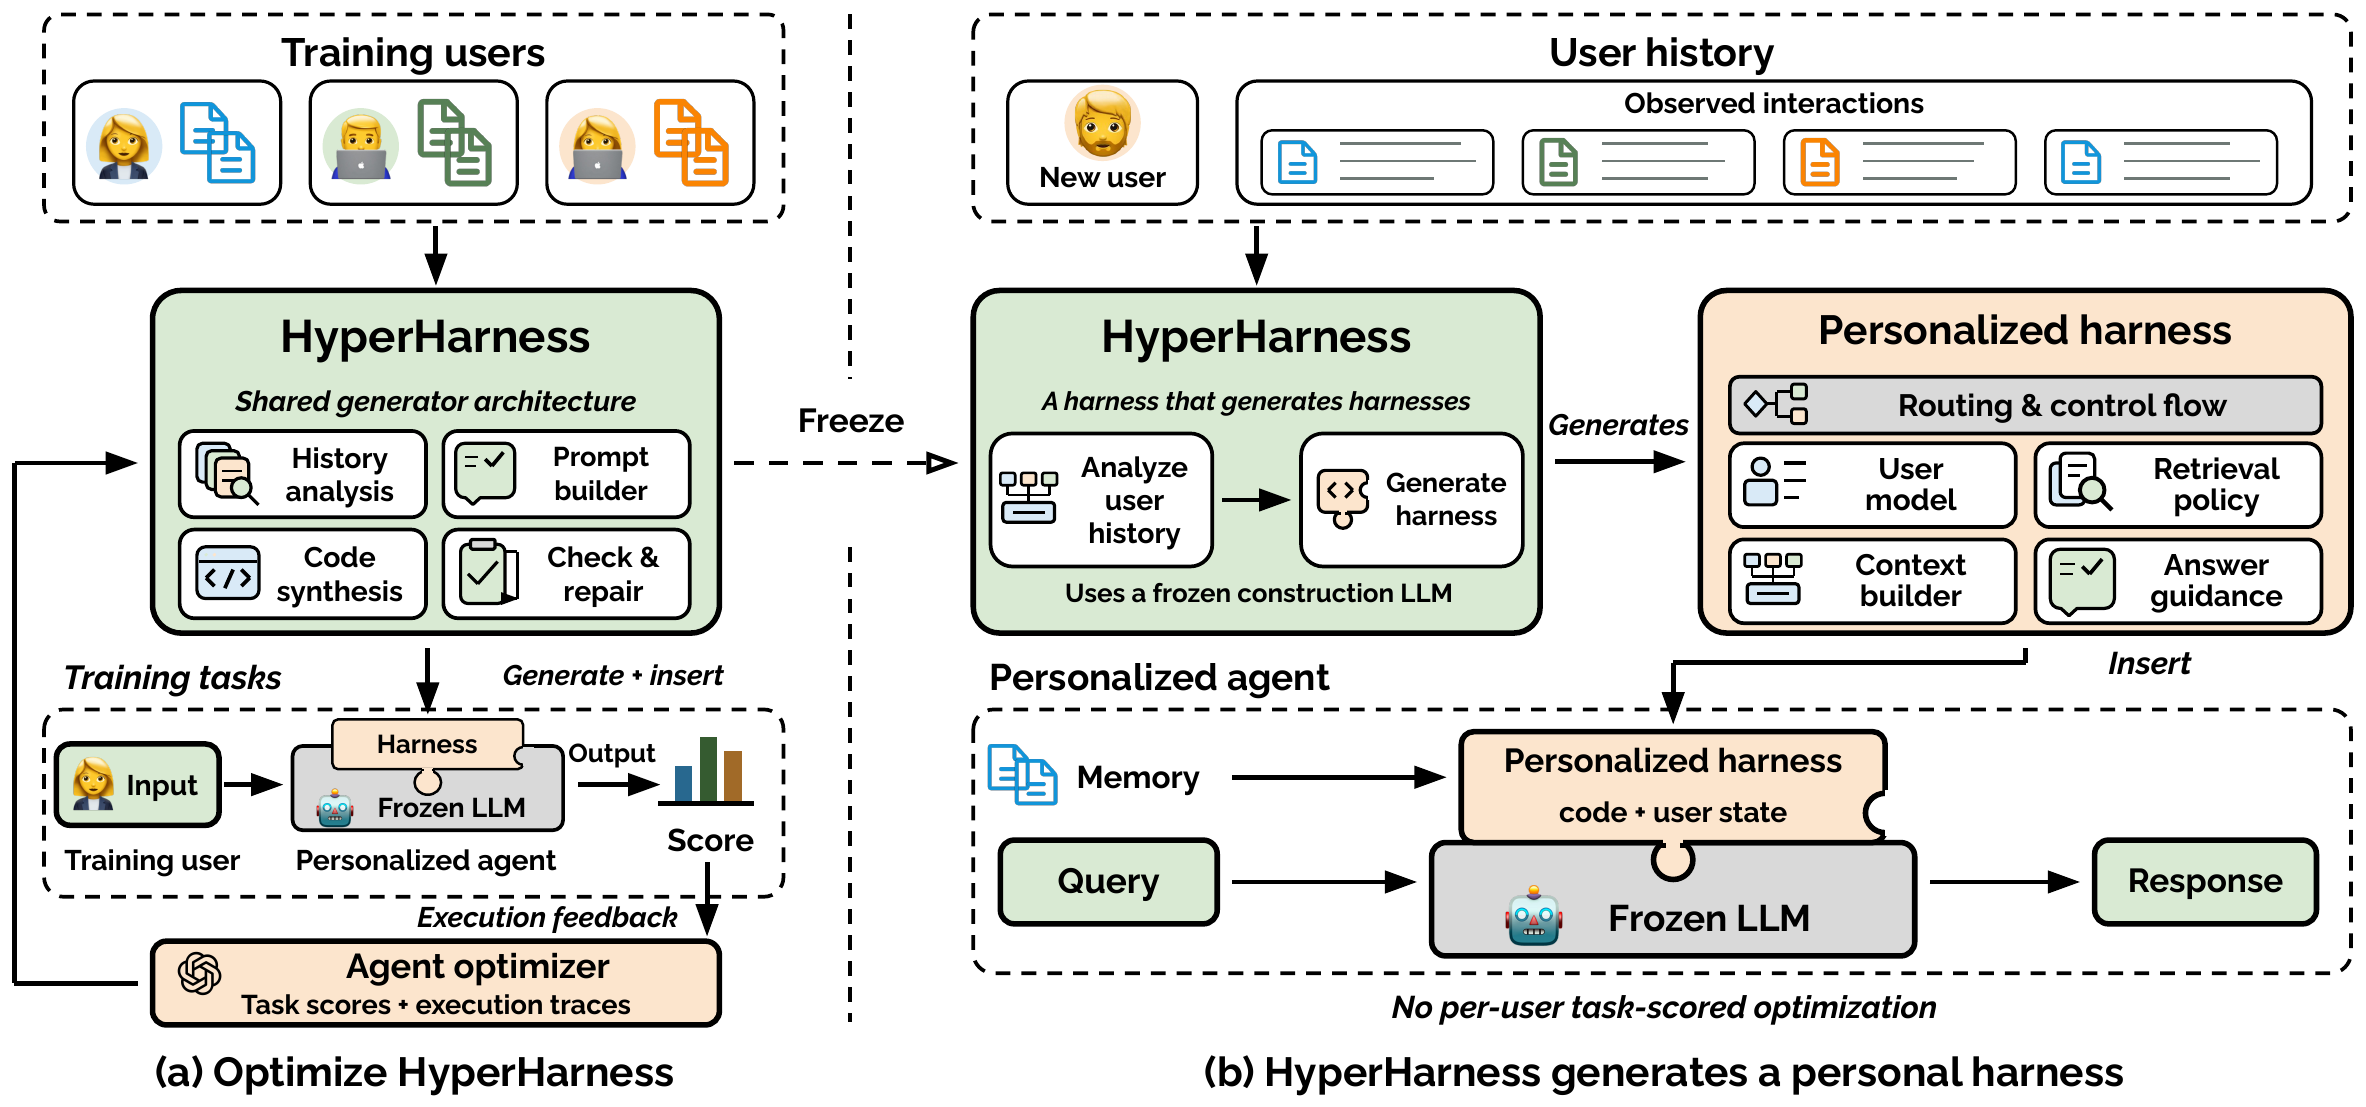 Training users
HyperHarness
Shared generator architecture
History
analysis
Prompt
builder
Code
synthesis
Check &
repair
Training tasks
Generate + insert
Input
Harness
Frozen LLM
Output
Score
Training user
Personalized agent
Execution feedback
Agent optimizer
Task scores + execution traces
(a) Optimize HyperHarness
Freeze
User history
New user
Observed interactions
HyperHarness
A harness that generates harnesses
Analyze
user
history
Generate
harness
Uses a frozen construction LLM
Generates
Personalized harness
Routing & control flow
User
model
Retrieval
policy
Context
builder
Answer
guidance
Insert
Personalized agent
Memory
Personalized harness
code + user state
Query
Frozen LLM
Response
No per-user task-scored optimization
(b) HyperHarness generates a personal harness